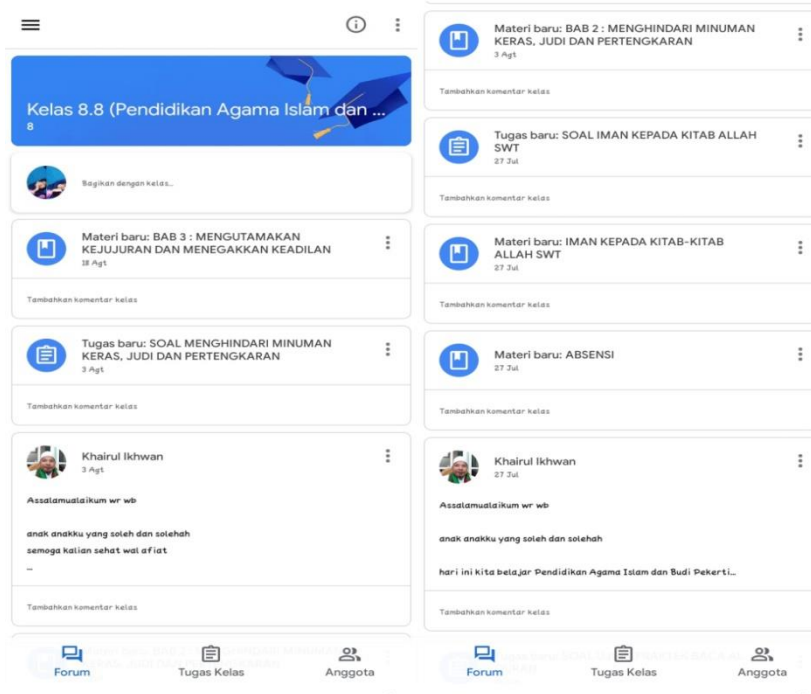 Kelas 8.8 (Pendidikan Agama Islam dan ...
8
Bagikan dengan kelas...
Materi baru: BAB 3 : MENGUTAMAKAN
KEJUJURAN DAN MENEGAKKAN KEADILAN
18 Agt
Tambahkan komentar kelas
Tugas baru: SOAL MENGHINDARI MINUMAN
KERAS, JUDI DAN PERTENGKARAN
3 Agt
Tambahkan komentar kelas
Khairul Ikhwan
3 Agt
Assalamualaikum wr wb
anak anakku yang soleh dan solehah
semoga kalian sehat wal afiat
...
Tambahkan komentar kelas
Forum
Tugas Kelas
Anggota
Materi baru: BAB 2 : MENGHINDARI MINUMAN
KERAS, JUDI DAN PERTENGKARAN
3 Agt
Tambahkan komentar kelas
Tugas baru: SOAL IMAN KEPADA KITAB ALLAH
SWT
27 Jul
Tambahkan komentar kelas
Materi baru: IMAN KEPADA KITAB-KITAB
ALLAH SWT
27 Jul
Tambahkan komentar kelas
Materi baru: ABSENSI
27 Jul
Tambahkan komentar kelas
Khairul Ikhwan
27 Jul
Assalamualaikum wr wb
anak anakku yang soleh dan solehah
hari ini kita belajar Pendidikan Agama Islam dan Budi Pekerti...
Tambahkan komentar kelas
Forum
Tugas Kelas
Anggota